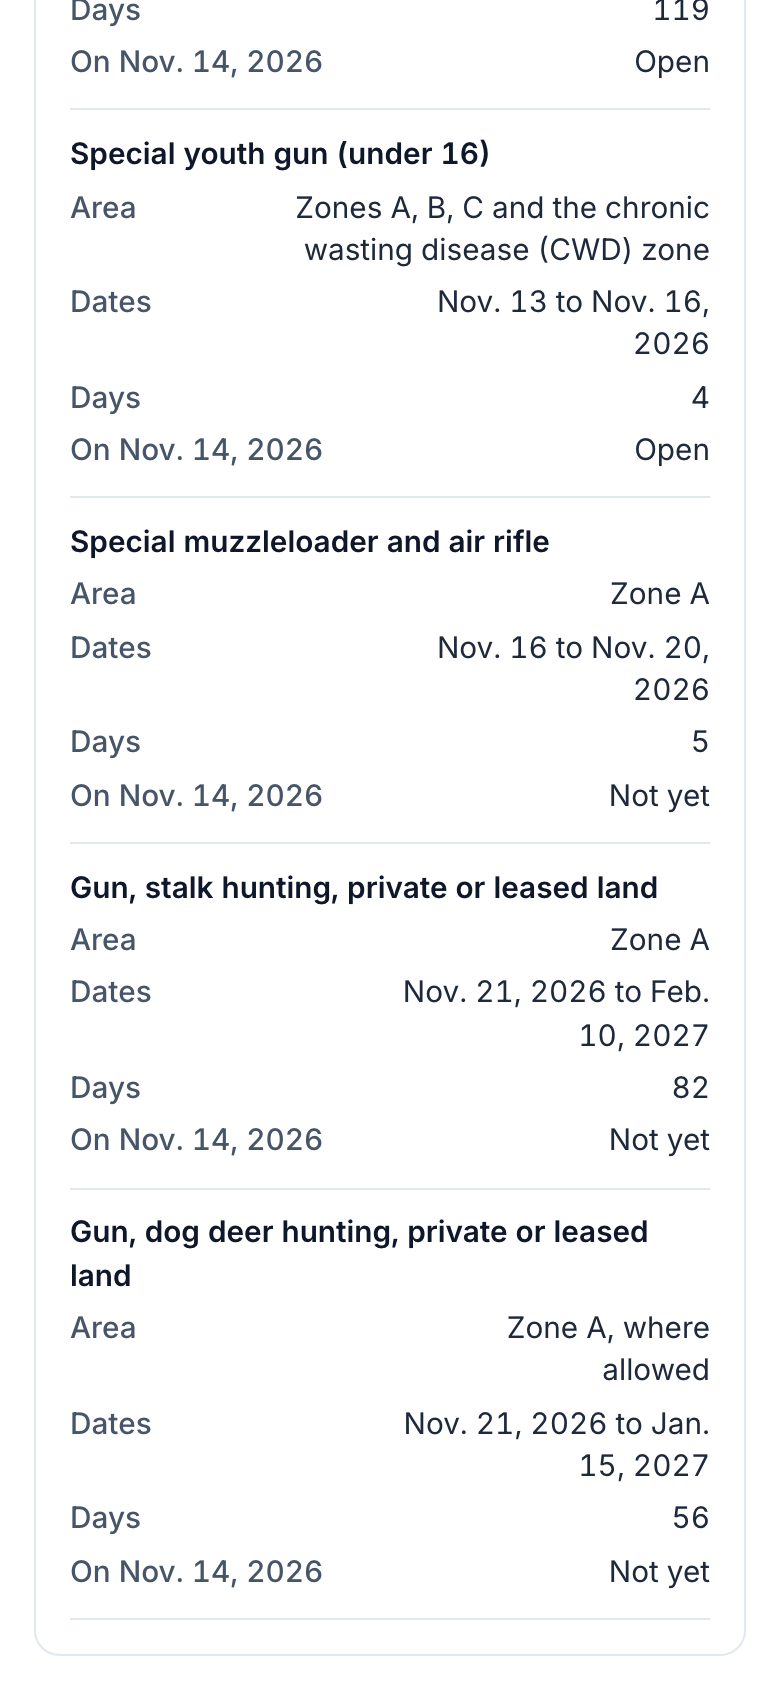 Days 119
On Nov. 14, 2026 Open
Special youth gun (under 16)
Area Zones A, B, C and the chronic
wasting disease (CWD) zone
Dates Nov. 13 to Nov. 16,
2026
Days 4
On Nov. 14, 2026 Open
Special muzzleloader and air rifle
Area Zone A
Dates Nov. 16 to Nov. 20,
2026
Days 5
On Nov. 14, 2026 Not yet
Gun, stalk hunting, private or leased land
Area Zone A
Dates Nov. 21, 2026 to Feb.
10, 2027
Days 82
On Nov. 14, 2026 Not yet
Gun, dog deer hunting, private or leased
land
Area Zone A, where
allowed
Dates Nov. 21, 2026 to Jan.
15, 2027
Days 56
On Nov. 14, 2026 Not yet